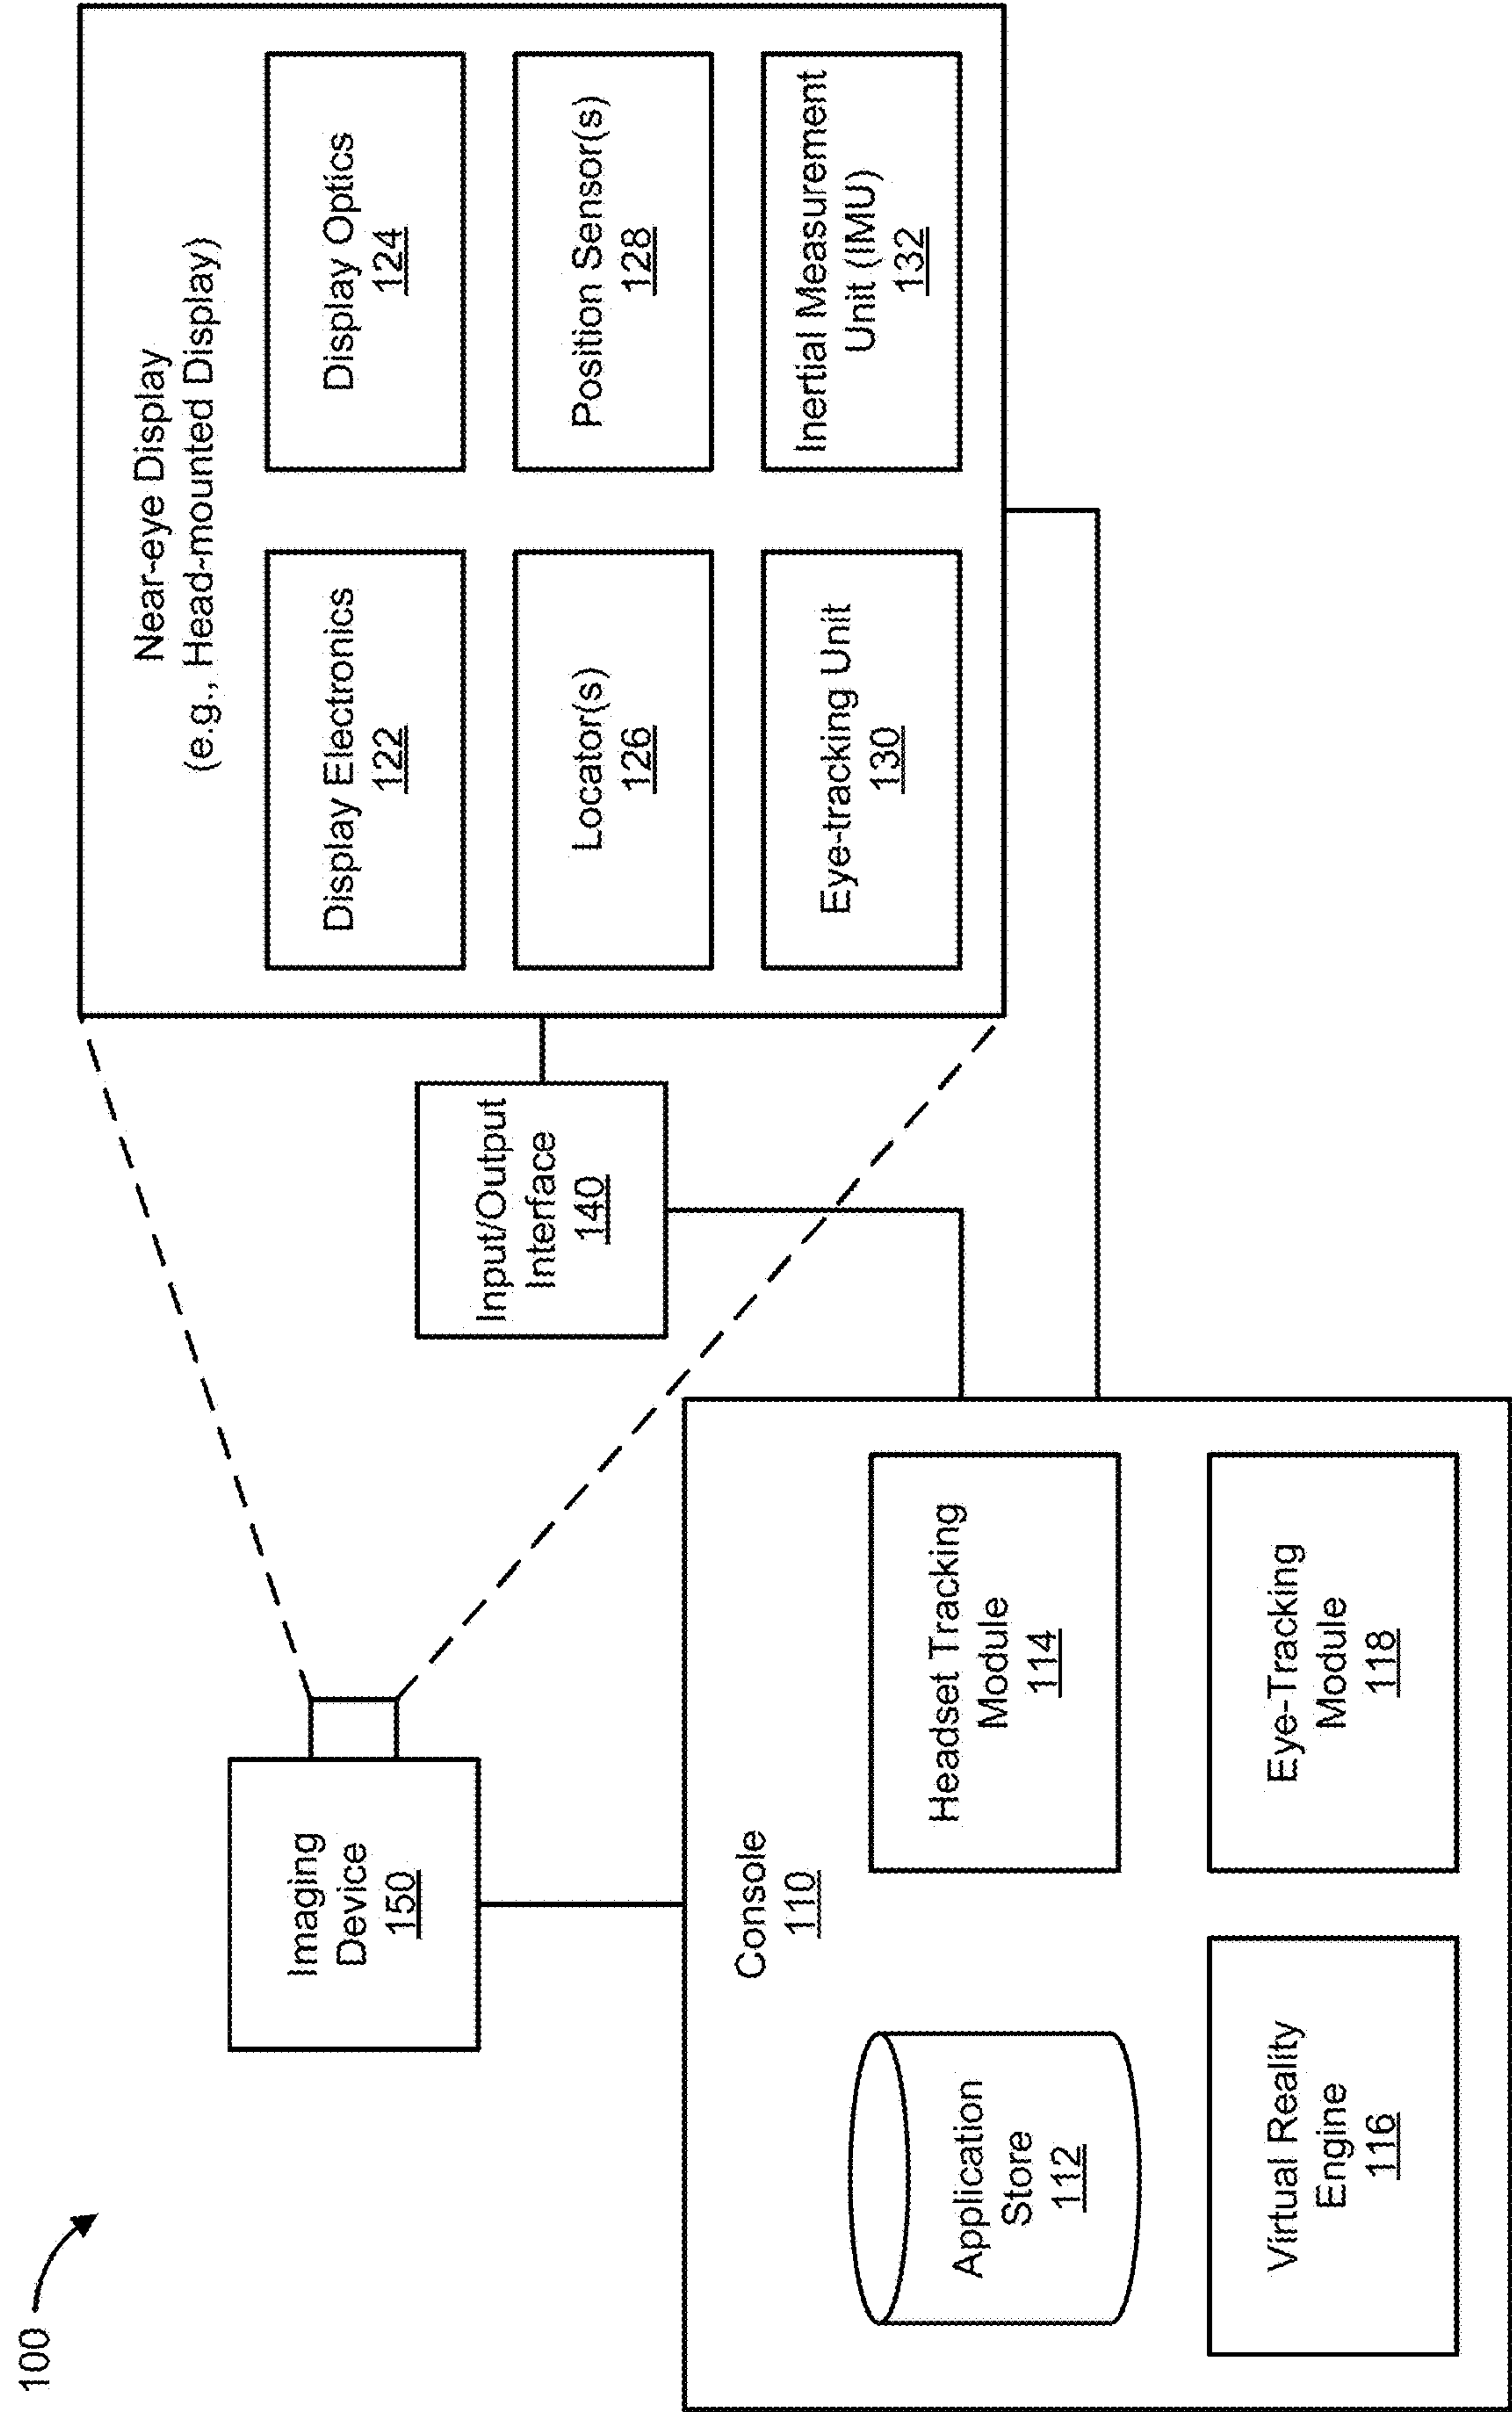 100
Imaging
Device
150
Near-eye Display
(e.g., Head-mounted Display)
Display Electronics
122
Display Optics
124
Locator(s)
126
Position Sensor(s)
128
Eye-tracking Unit
130
Inertial Measurement
Unit (IMU)
132
Input/Output
Interface
140
Console
110
Application
Store
112
Headset Tracking
Module
114
Virtual Reality
Engine
116
Eye-Tracking
Module
118